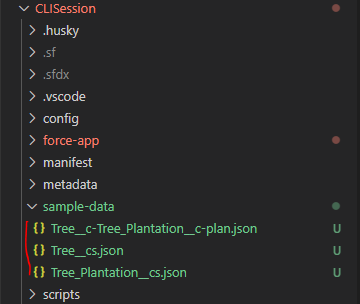 CLISession
.husky
.sf
.sfdx
.vscode
config
force-app
manifest
metadata
sample-data
{} Tree__c-Tree_Plantation__c-plan.json U
{} Tree__cs.json U
{} Tree_Plantation__cs.json U
scripts